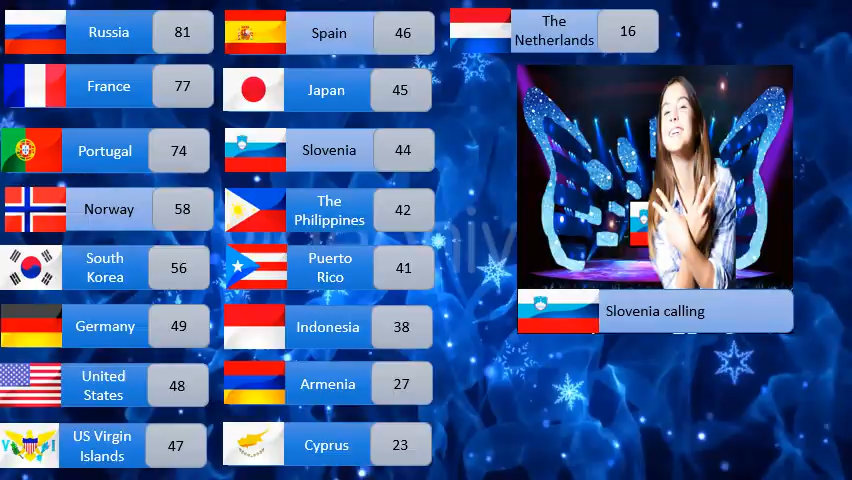 Russia 81
France 77
Portugal 74
Norway 58
South
Korea 56
Germany 49
United
States 48
US Virgin
Islands 47
Spain 46
Japan 45
Slovenia 44
The
Philippines 42
Puerto
Rico 41
Indonesia 38
Armenia 27
Cyprus 23
The
Netherlands 16
Slovenia calling